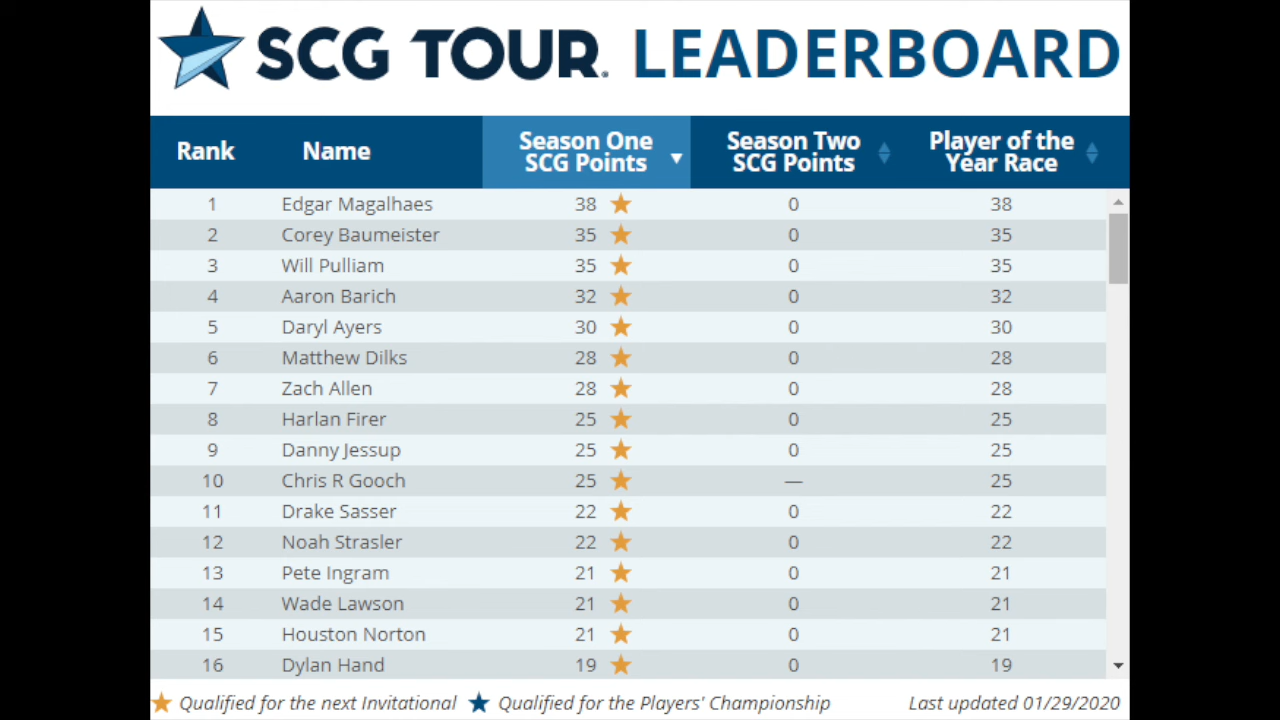 SCG TOUR. LEADERBOARD
Rank Name Season One SCG Points Season Two SCG Points Player of the Year Race
1 Edgar Magalhaes 38 0 38
2 Corey Baumeister 35 0 35
3 Will Pulliam 35 0 35
4 Aaron Barich 32 0 32
5 Daryl Ayers 30 0 30
6 Matthew Dilks 28 0 28
7 Zach Allen 28 0 28
8 Harlan Firer 25 0 25
9 Danny Jessup 25 0 25
10 Chris R Gooch 25 — 25
11 Drake Sasser 22 0 22
12 Noah Strasler 22 0 22
13 Pete Ingram 21 0 21
14 Wade Lawson 21 0 21
15 Houston Norton 21 0 21
16 Dylan Hand 19 0 19
Qualified for the next Invitational Qualified for the Players' Championship Last updated 01/29/2020